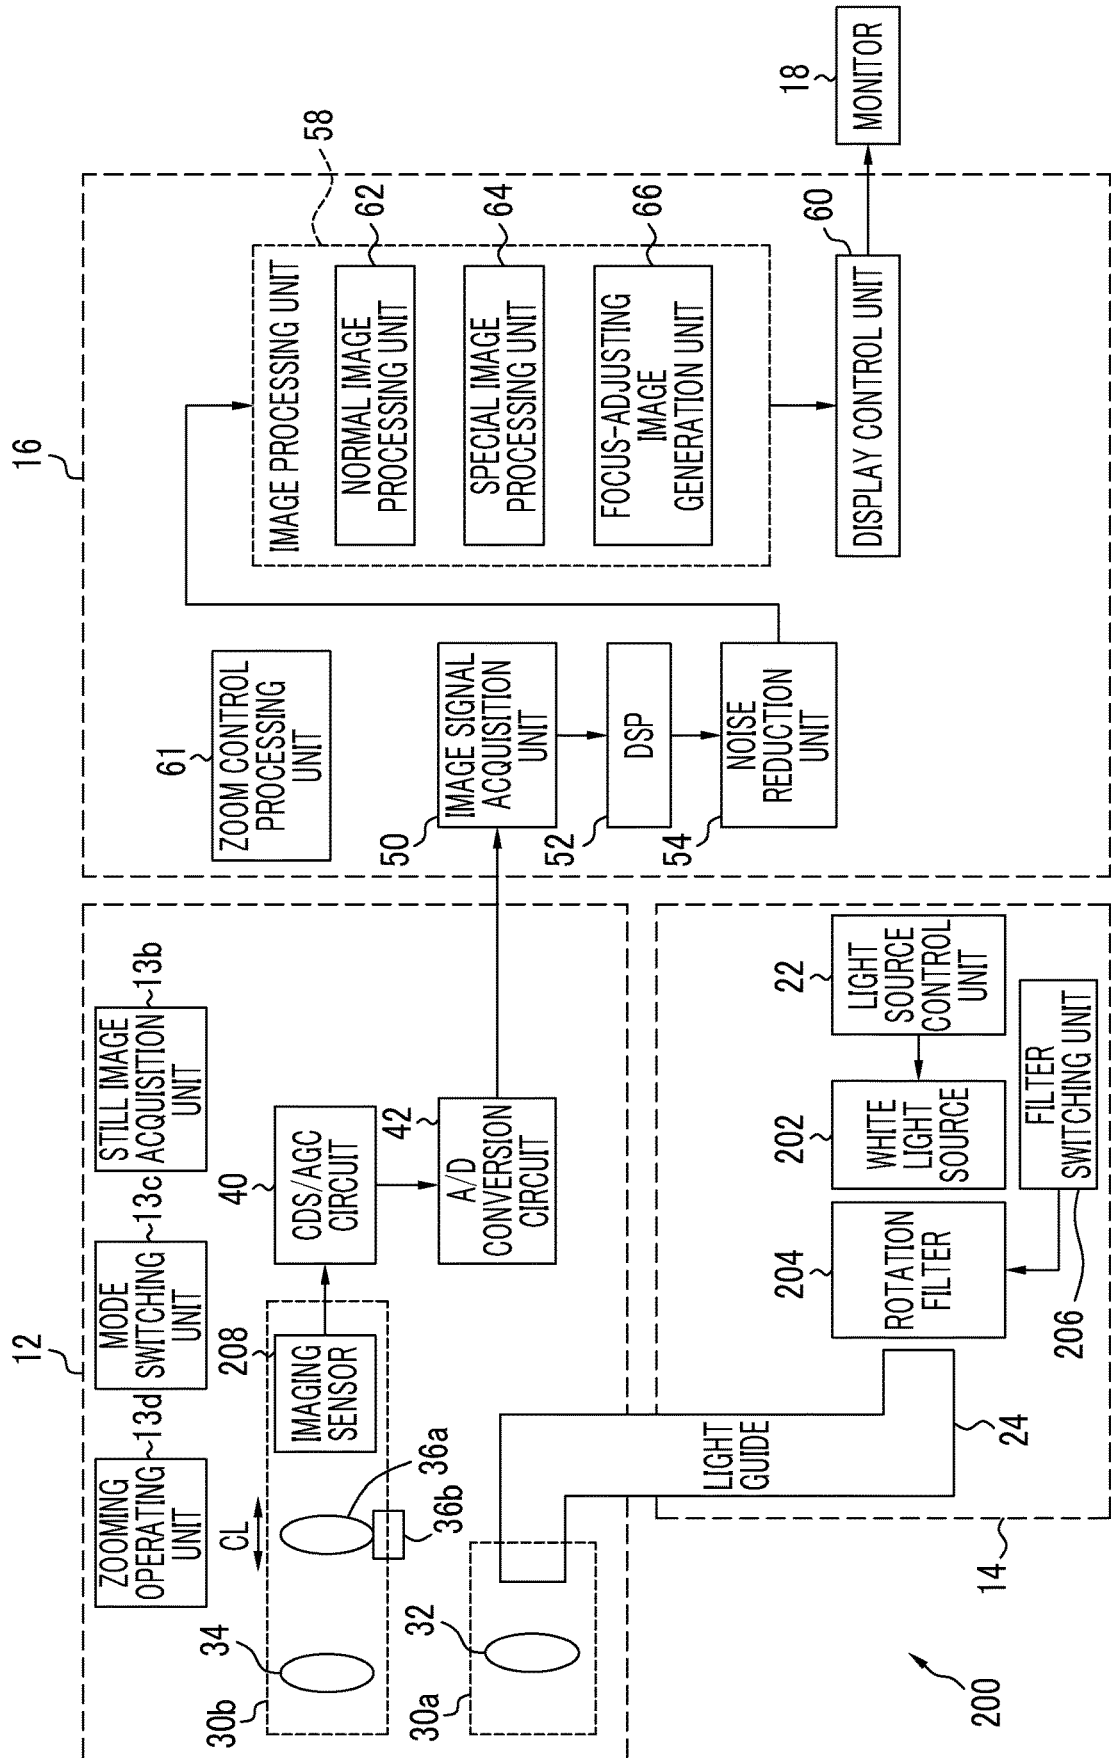 12
16
ZOOMING
OPERATING
UNIT
13d
MODE
SWITCHING
UNIT
13c
STILL IMAGE
ACQUISITION
UNIT
13b
CL
30b
34
36a
36b
208
IMAGING
SENSOR
40
CDS/AGC
CIRCUIT
42
A/D
CONVERSION
CIRCUIT
30a
32
LIGHT
GUIDE
24
61
ZOOM CONTROL
PROCESSING
UNIT
50
IMAGE SIGNAL
ACQUISITION
UNIT
52
DSP
54
NOISE
REDUCTION
UNIT
58
IMAGE PROCESSING UNIT
62
NORMAL IMAGE
PROCESSING UNIT
64
SPECIAL IMAGE
PROCESSING UNIT
66
FOCUS-ADJUSTING
IMAGE
GENERATION UNIT
60
DISPLAY CONTROL UNIT
18
MONITOR
204
ROTATION
FILTER
202
WHITE
LIGHT
SOURCE
22
LIGHT
SOURCE
CONTROL
UNIT
FILTER
SWITCHING UNIT
206
14
200